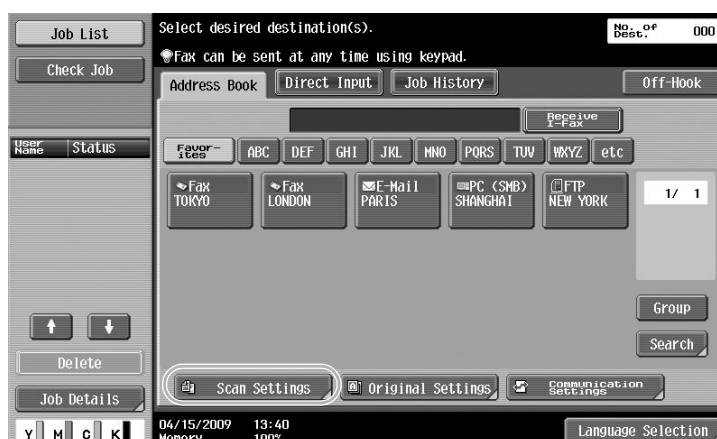 Job List
Check Job
User Name
Status
Delete
Job Details
Y M C K
Select desired destination(s).
Fax can be sent at any time using keypad.
No. of Dest.
000
Address Book
Direct Input
Job History
Off-Hook
Receive I-Fax
Favor-ites
ABC
DEF
GHI
JKL
MNO
PQRS
TUV
WXYZ
etc
Fax
TOKYO
Fax
LONDON
E-Mail
PARIS
PC (SMB)
SHANGHAI
FTP
NEW YORK
1/ 1
Group
Search
Scan Settings
Original Settings
Communication Settings
04/15/2009 13:40
Memory 100%
Language Selection